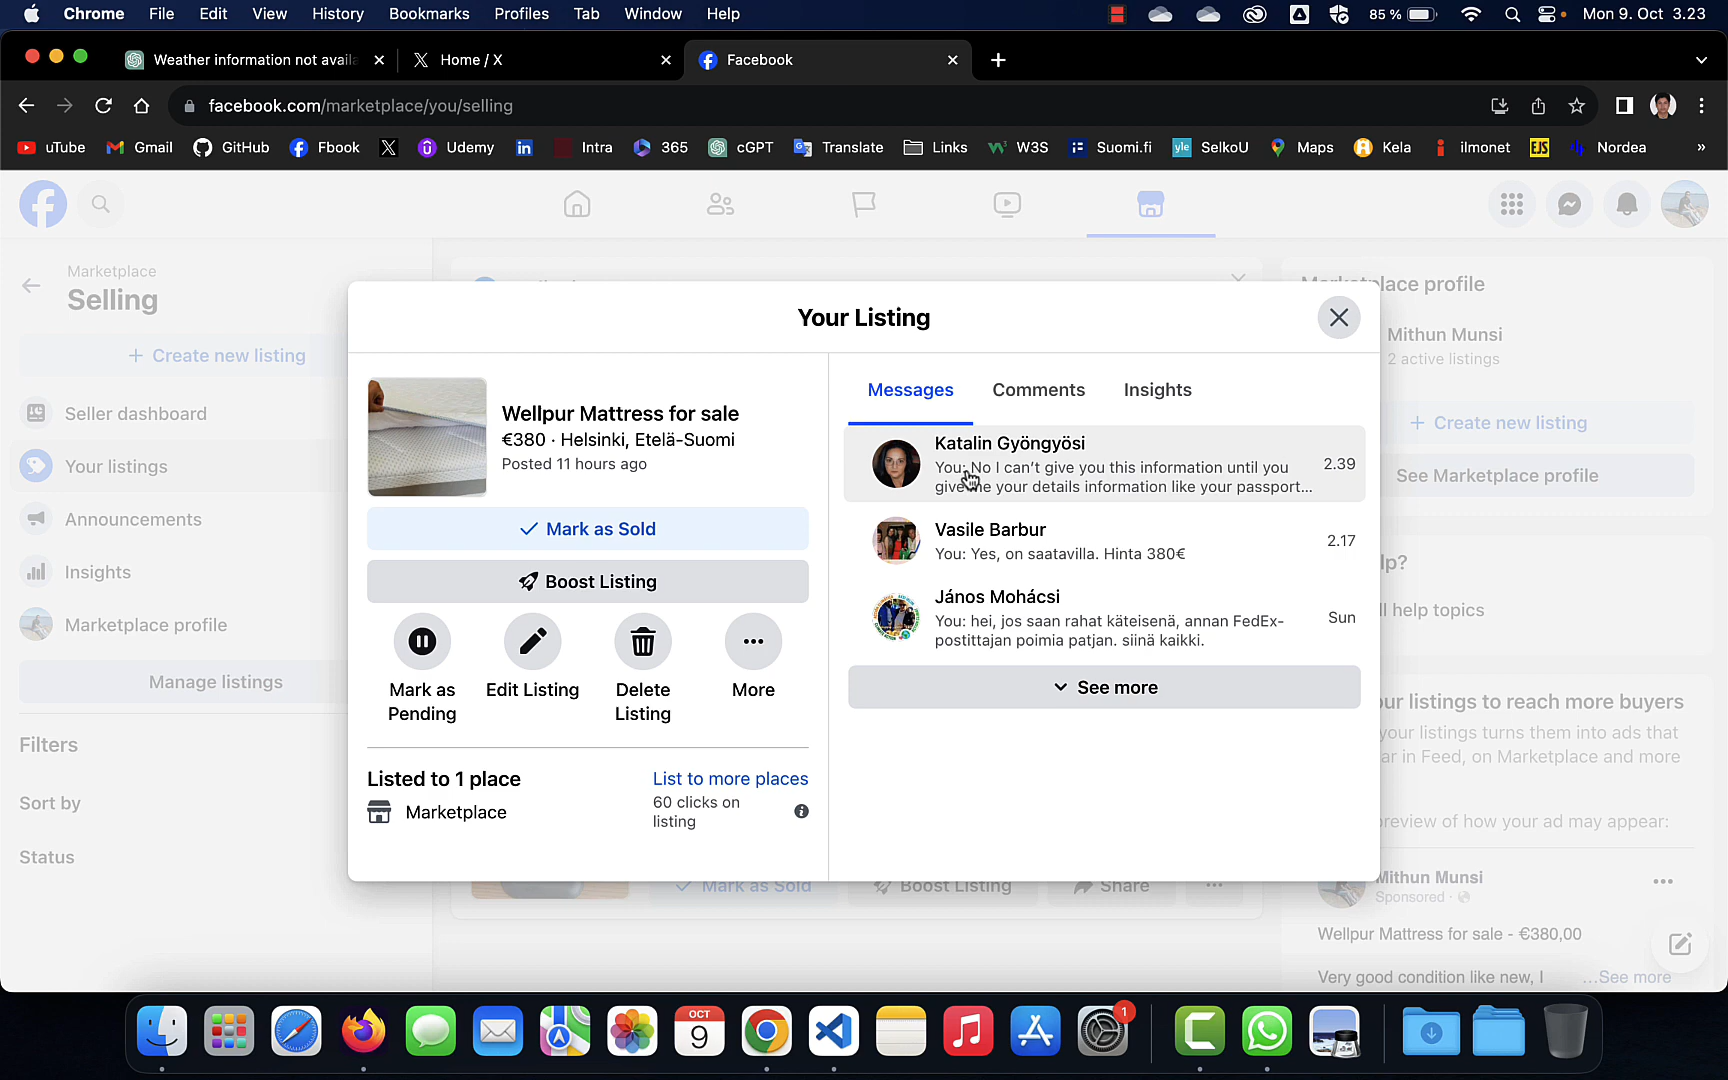 Chrome File Edit View History Bookmarks Profiles Tab Window Help
85 % Mon 9. Oct 3.23
Weather information not availa
Home / X
Facebook
facebook.com/marketplace/you/selling
uTube Gmail GitHub Fbook Udemy Intra 365 cGPT Translate Links W3S Suomi.fi yle SelkoU Maps Kela ilmonet EJS Nordea »
Marketplace
Selling
+ Create new listing
Seller dashboard
Your listings
Announcements
Insights
Marketplace profile
Manage listings
Filters
Sort by
Status
Your Listing
Wellpur Mattress for sale
€380 · Helsinki, Etelä-Suomi
Posted 11 hours ago
Mark as Sold
Boost Listing
Mark as
Pending
Edit Listing
Delete
Listing
More
Listed to 1 place
List to more places
Marketplace
60 clicks on
listing
Messages Comments Insights
Katalin Gyöngyösi
You: No I can't give you this information until you
give me your details information like your passport...
2.39
Vasile Barbur
You: Yes, on saatavilla. Hinta 380€
2.17
János Mohácsi
You: hei, jos saan rahat käteisenä, annan FedEx-
postittajan poimia patjan. siinä kaikki.
Sun
See more
Mark as Sold
Boost Listing
Share
Marketplace profile
Mithun Munsi
2 active listings
+ Create new listing
See Marketplace profile
help topics
our listings to reach more buyers
your listings turns them into ads that
in Feed, on Marketplace and more
preview of how your ad may appear:
Mithun Munsi
Sponsored ·
Wellpur Mattress for sale - €380,00
Very good condition like new, I ...See more
OCT
9
1